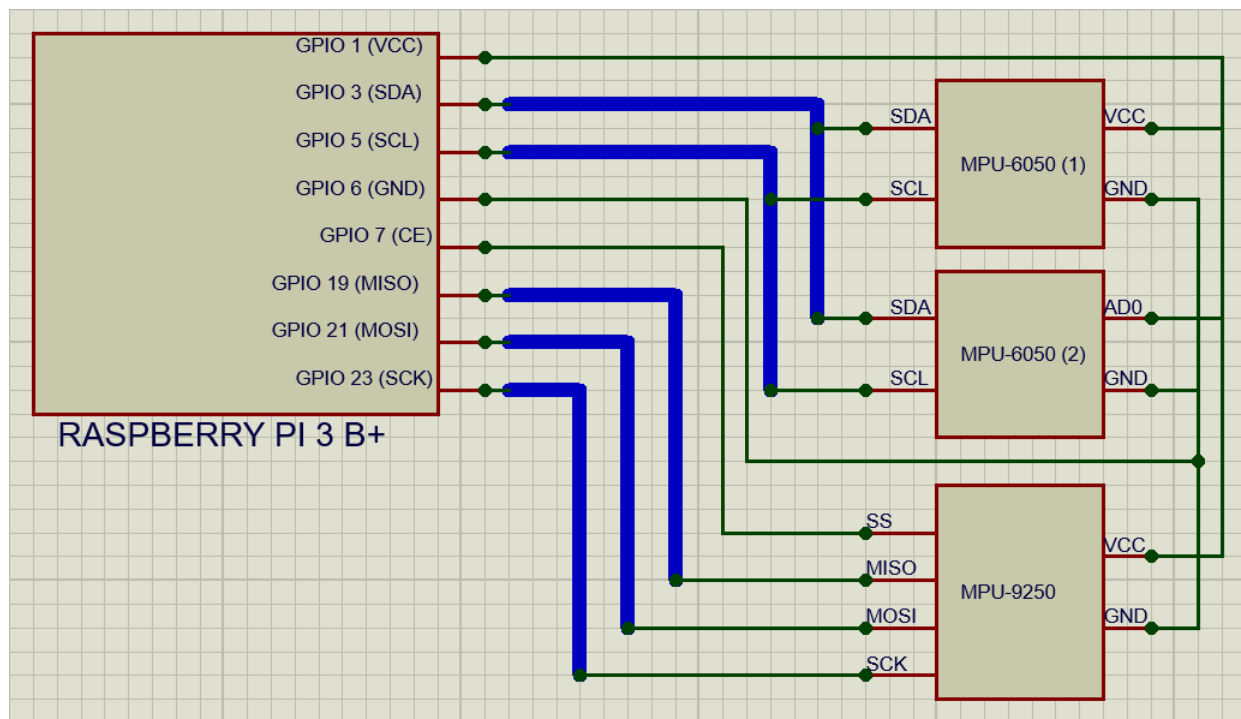 GPIO 1 (VCC)
GPIO 3 (SDA)
GPIO 5 (SCL)
GPIO 6 (GND)
GPIO 7 (CE)
GPIO 19 (MISO)
GPIO 21 (MOSI)
GPIO 23 (SCK)
RASPBERRY PI 3 B+
SDA
VCC
MPU-6050 (1)
SCL
GND
SDA
AD0
MPU-6050 (2)
SCL
GND
SS
VCC
MISO
MPU-9250
MOSI
GND
SCK